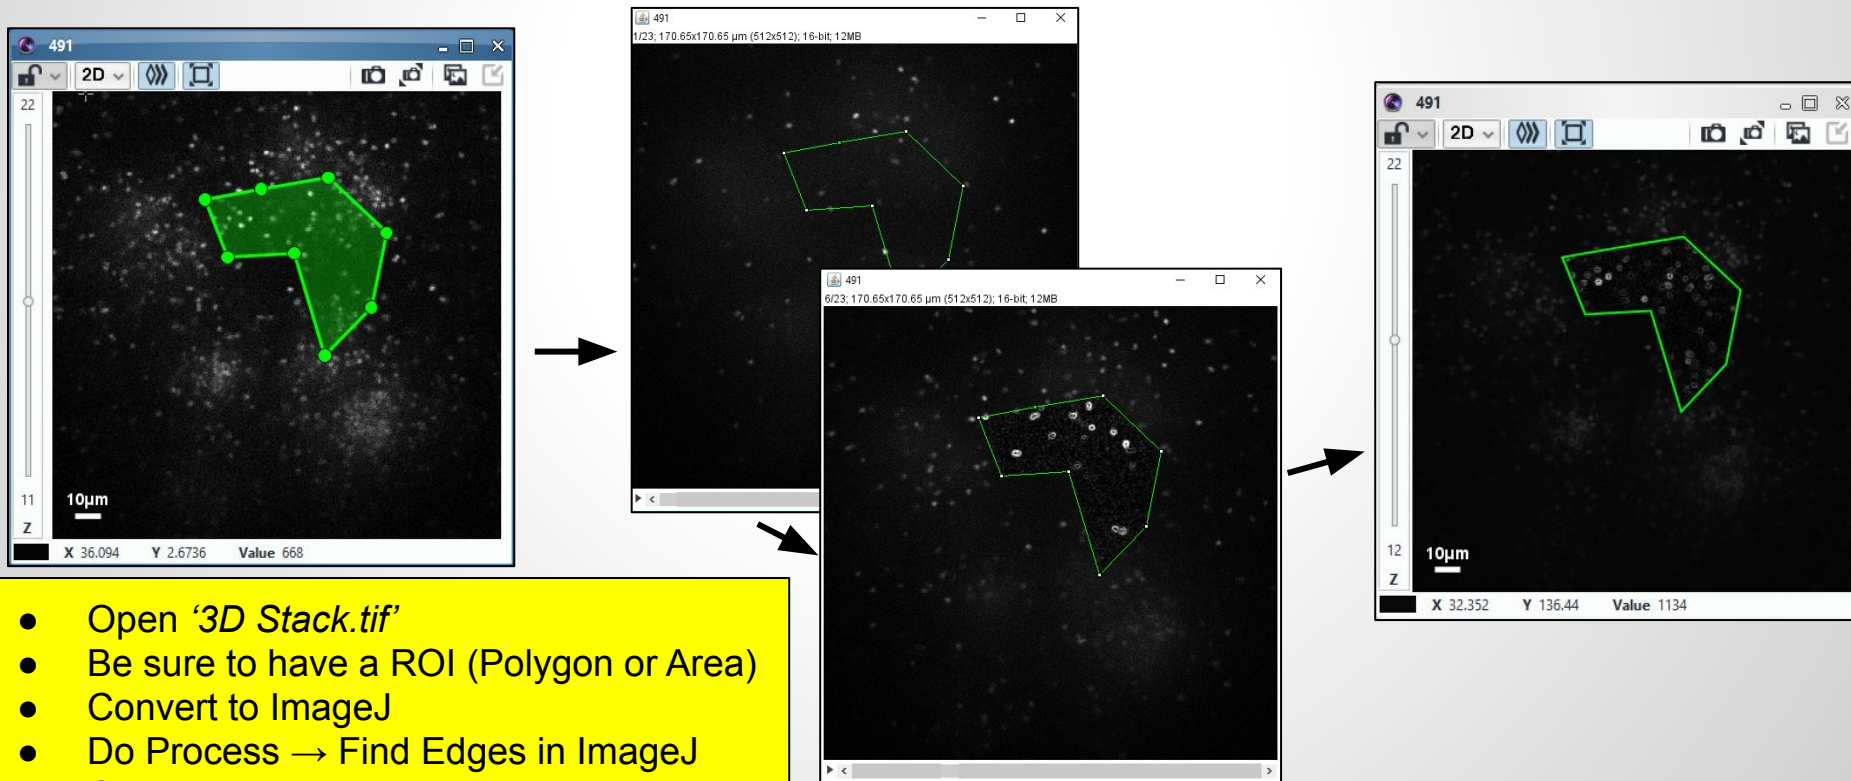 491
2D
22
11
Z
10µm
X 36.094 Y 2.6736 Value 668
491
1/23; 170.65x170.65 µm (512x512); 16-bit; 12MB
491
6/23; 170.65x170.65 µm (512x512); 16-bit; 12MB
491
2D
22
12
Z
10µm
X 32.352 Y 136.44 Value 1134
● Open ‘3D Stack.tif’
● Be sure to have a ROI (Polygon or Area)
● Convert to ImageJ
● Do Process → Find Edges in ImageJ